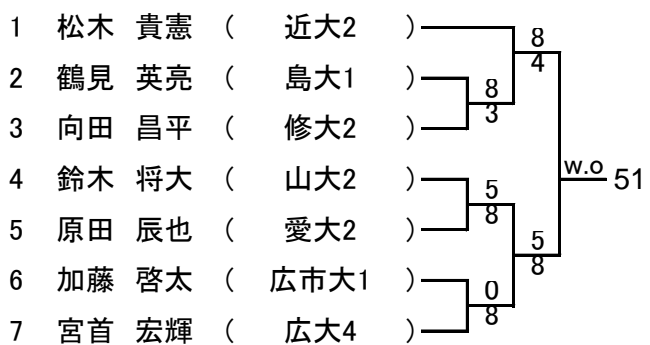 1 松木 貴憲 ( 近大2 )
8
4
2 鶴見 英亮 ( 島大1 )
8
3
3 向田 昌平 ( 修大2 )
4 鈴木 将大 ( 山大2 )
w.o 51
5
8
5 原田 辰也 ( 愛大2 )
5
8
6 加藤 啓太 ( 広市大1 )
0
8
7 宮首 宏輝 ( 広大4 )